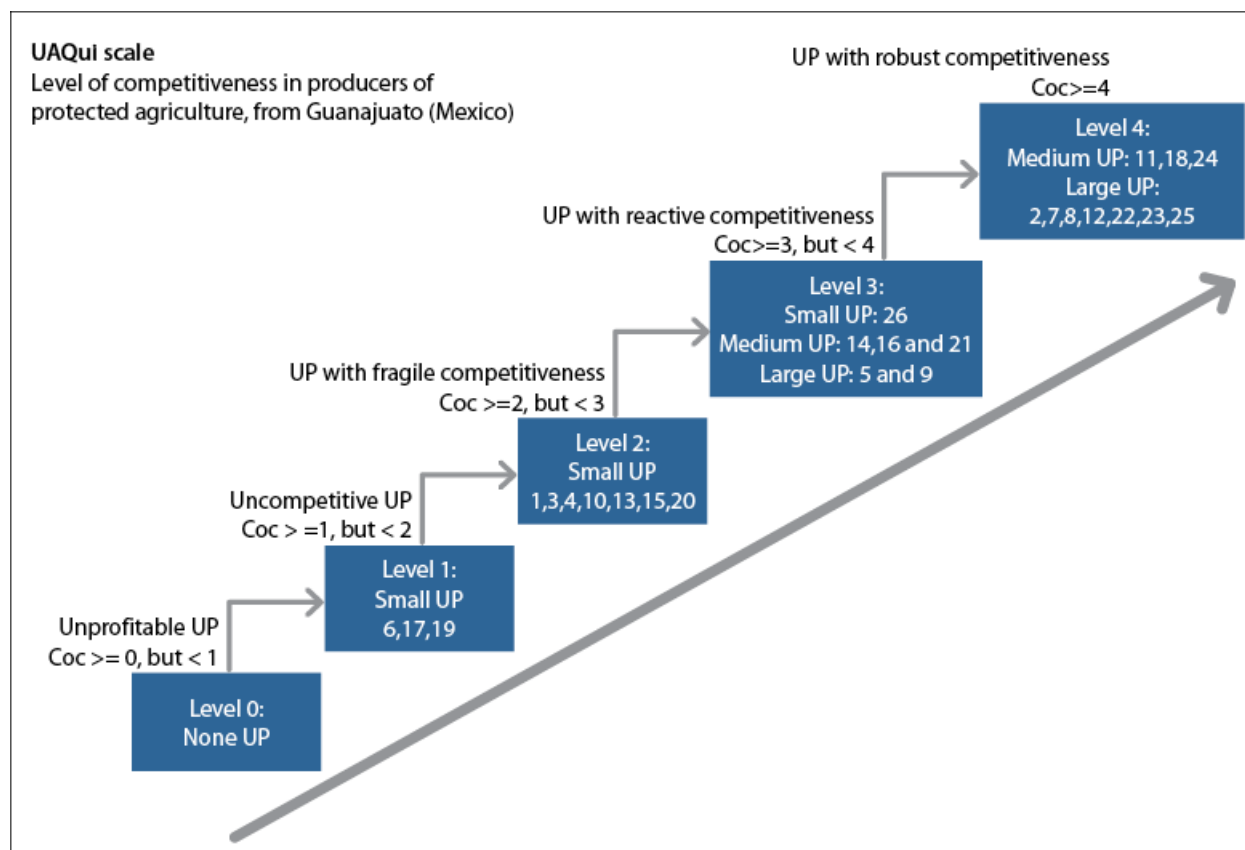 UAQui scale
Level of competitiveness in producers of
protected agriculture, from Guanajuato (Mexico)
UP with robust competitiveness
Coc>=4
Level 4:
Medium UP: 11,18,24
Large UP:
2,7,8,12,22,23,25
UP with reactive competitiveness
Coc>=3, but < 4
Level 3:
Small UP: 26
Medium UP: 14,16 and 21
Large UP: 5 and 9
UP with fragile competitiveness
Coc >=2, but < 3
Level 2:
Small UP
1,3,4,10,13,15,20
Uncompetitive UP
Coc > =1, but < 2
Level 1:
Small UP
6,17,19
Unprofitable UP
Coc >= 0, but < 1
Level 0:
None UP